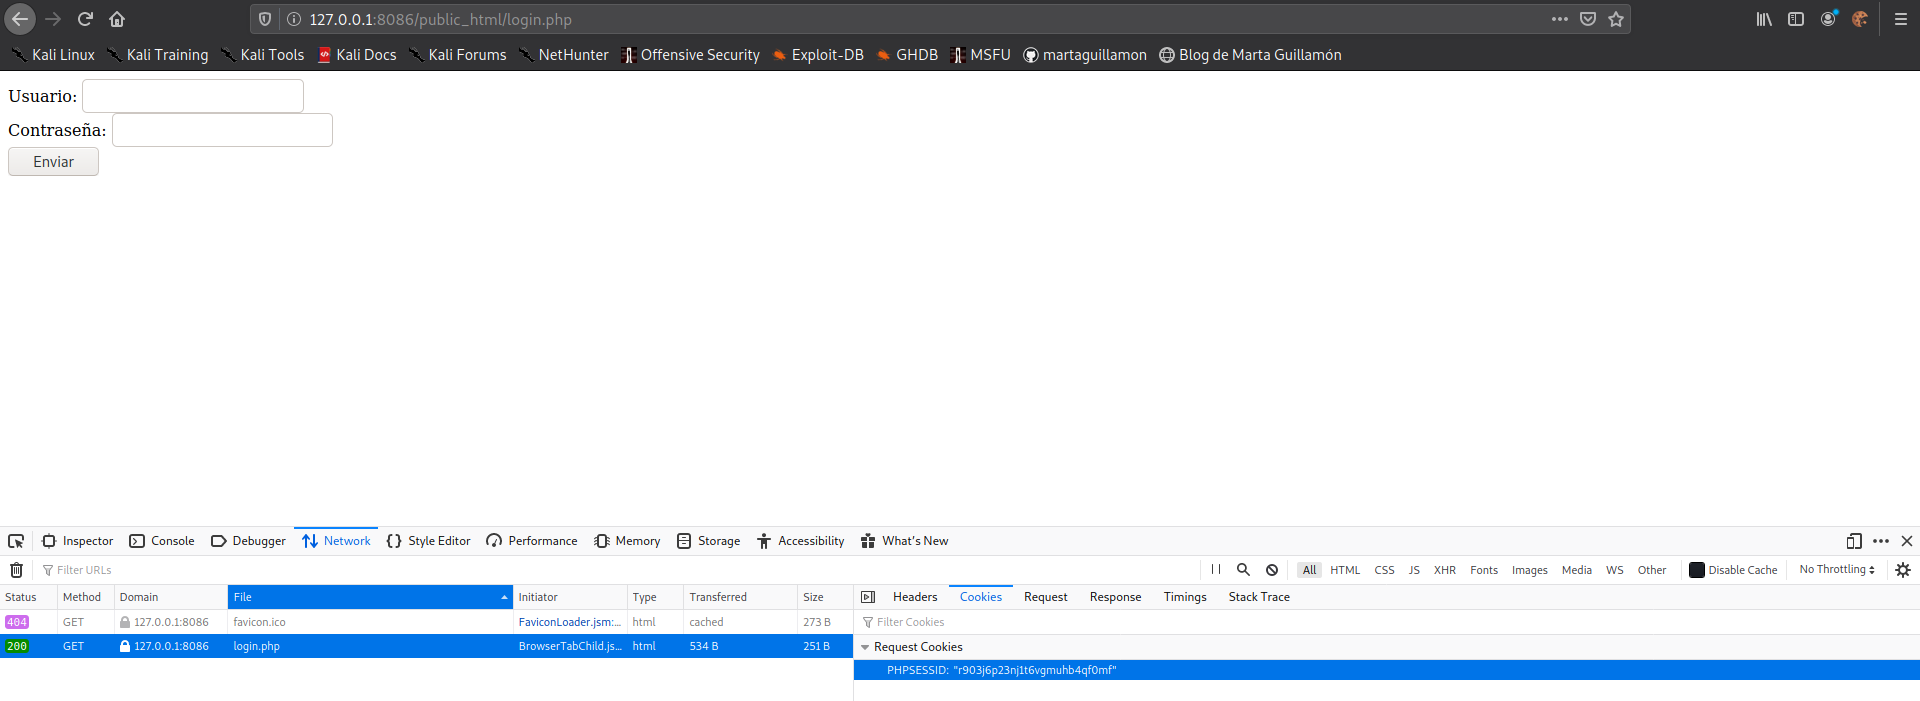 127.0.0.1:8086/public_html/login.php
Kali Linux Kali Training Kali Tools Kali Docs Kali Forums NetHunter Offensive Security Exploit-DB GHDB MSFU martaguillamon Blog de Marta Guillamón
Usuario:
Contraseña:
Enviar
Inspector Console Debugger Network Style Editor Performance Memory Storage Accessibility What's New
Filter URLs All HTML CSS JS XHR Fonts Images Media WS Other Disable Cache No Throttling
Status Method Domain File Initiator Type Transferred Size Headers Cookies Request Response Timings Stack Trace
404 GET 127.0.0.1:8086 favicon.ico FaviconLoader.jsm:... html cached 273 B Filter Cookies
200 GET 127.0.0.1:8086 login.php BrowserTabChild.js... html 534 B 251 B Request Cookies
PHPSESSID: "r903j6p23nj1t6vgmuhb4qf0mf"